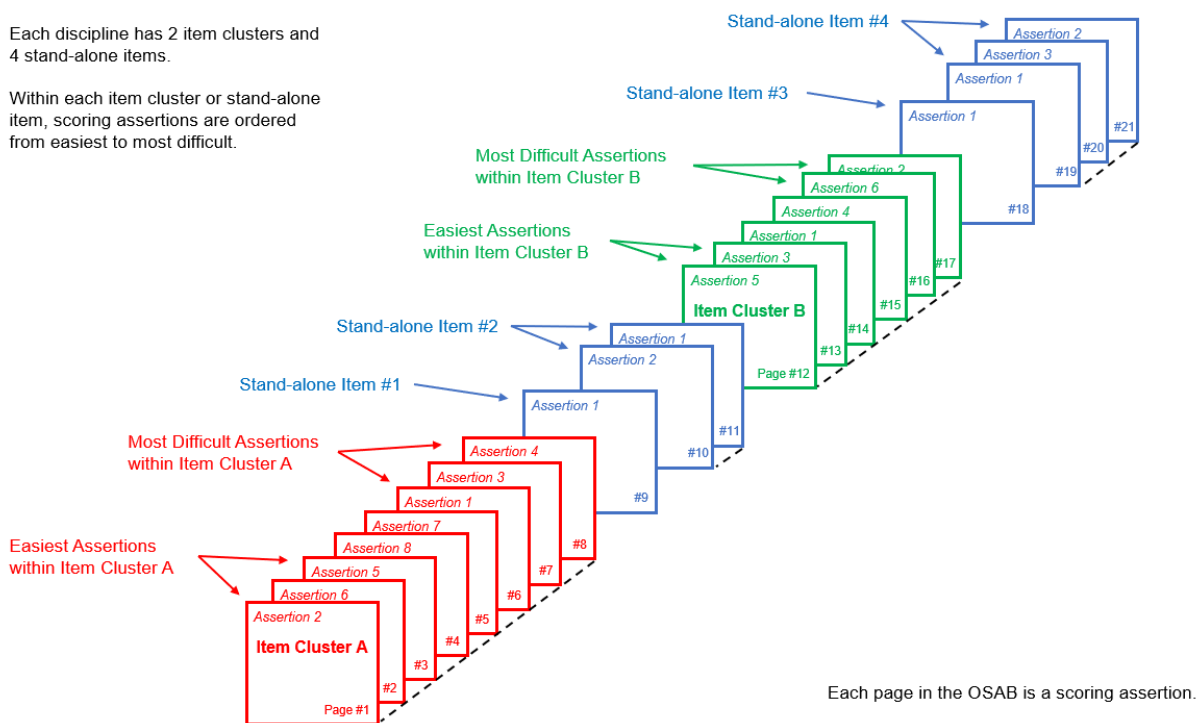 Each discipline has 2 item clusters and
4 stand-alone items.
Within each item cluster or stand-alone
item, scoring assertions are ordered
from easiest to most difficult.
Stand-alone Item #4
Assertion 2
#21
Assertion 3
#20
Assertion 1
#19
Stand-alone Item #3
Assertion 1
#18
Most Difficult Assertions
within Item Cluster B
Assertion 2
#17
Assertion 6
#16
Assertion 4
#15
Easiest Assertions
within Item Cluster B
Assertion 1
#14
Assertion 3
#13
Assertion 5
Item Cluster B
Page #12
Stand-alone Item #2
Assertion 1
#11
Assertion 2
#10
Stand-alone Item #1
Assertion 1
#9
Most Difficult Assertions
within Item Cluster A
Assertion 4
#8
Assertion 3
#7
Assertion 1
#6
Assertion 7
#5
Assertion 8
#4
Easiest Assertions
within Item Cluster A
Assertion 5
#3
Assertion 6
#2
Assertion 2
Item Cluster A
Page #1
Each page in the OSAB is a scoring assertion.